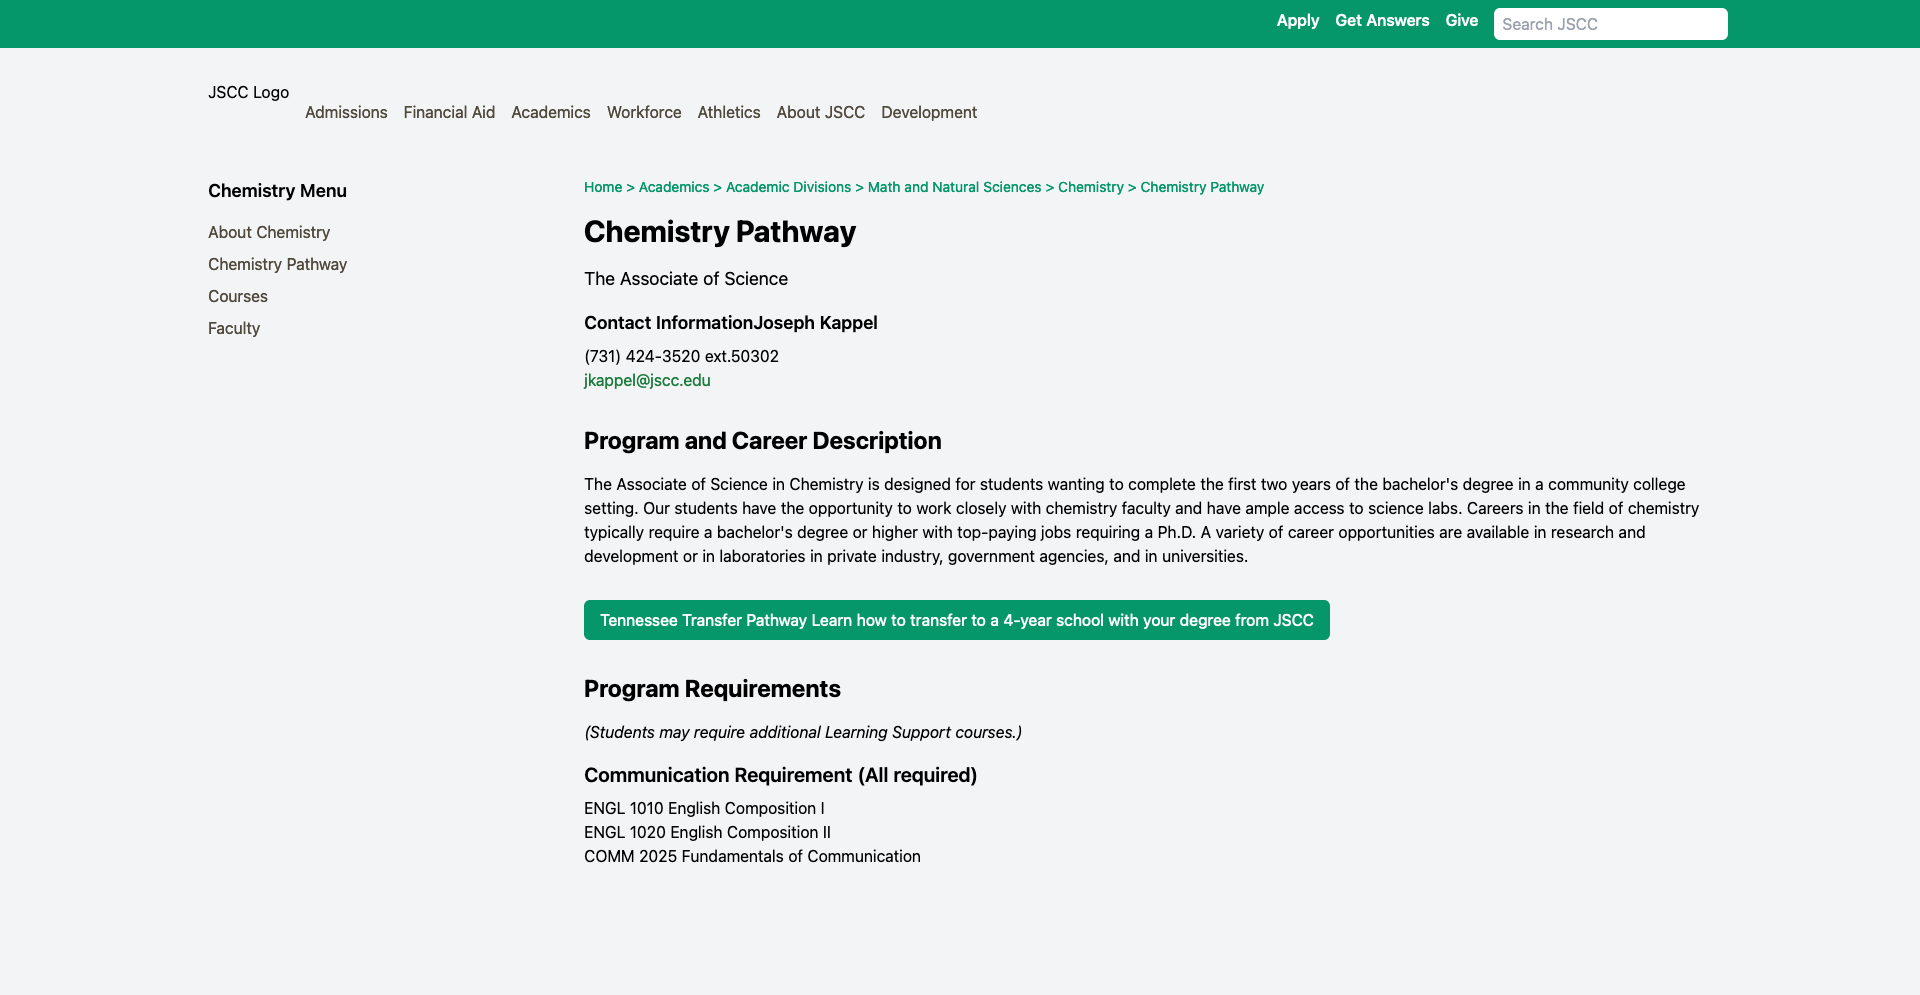 Apply Get Answers Give Search JSCC
JSCC Logo
Admissions Financial Aid Academics Workforce Athletics About JSCC Development
Chemistry Menu
About Chemistry
Chemistry Pathway
Courses
Faculty
Home > Academics > Academic Divisions > Math and Natural Sciences > Chemistry > Chemistry Pathway
Chemistry Pathway
The Associate of Science
Contact InformationJoseph Kappel
(731) 424-3520 ext.50302
jkappel@jscc.edu
Program and Career Description
The Associate of Science in Chemistry is designed for students wanting to complete the first two years of the bachelor's degree in a community college
setting. Our students have the opportunity to work closely with chemistry faculty and have ample access to science labs. Careers in the field of chemistry
typically require a bachelor's degree or higher with top-paying jobs requiring a Ph.D. A variety of career opportunities are available in research and
development or in laboratories in private industry, government agencies, and in universities.
Tennessee Transfer Pathway Learn how to transfer to a 4-year school with your degree from JSCC
Program Requirements
(Students may require additional Learning Support courses.)
Communication Requirement (All required)
ENGL 1010 English Composition I
ENGL 1020 English Composition II
COMM 2025 Fundamentals of Communication